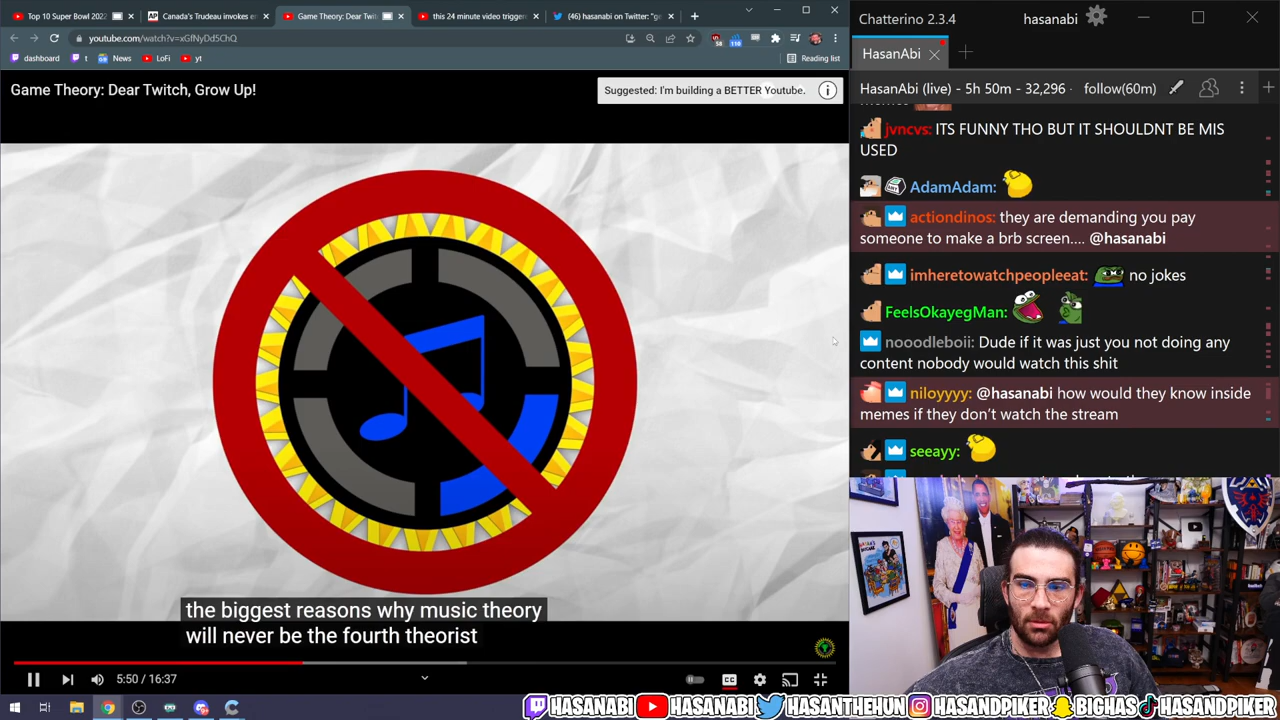 Top 10 Super Bowl 2022
Canada's Trudeau invokes en
Game Theory: Dear Twitc
this 24 minute video trigger
(46) hasanabi on Twitter: "ge
youtube.com/watch?v=xGfNyDd5ChQ
58
110
dashboard
t
News
LoFi
yt
Reading list
Game Theory: Dear Twitch, Grow Up!
Suggested: I'm building a BETTER Youtube.
the biggest reasons why music theory
will never be the fourth theorist
5:50 / 16:37
Chatterino 2.3.4
hasanabi
HasanAbi
HasanAbi (live) - 5h 50m - 32,296
follow(60m)
jvncvs: ITS FUNNY THO BUT IT SHOULDNT BE MIS
USED
AdamAdam:
actiondinos: they are demanding you pay
someone to make a brb screen.... @hasanabi
imheretowatchpeopleeat: no jokes
FeelsOkayegMan:
nooodleboii: Dude if it was just you not doing any
content nobody would watch this shit
niloyyyy: @hasanabi how would they know inside
memes if they don't watch the stream
seeayy:
HASANABI HASANABI HASANTHEHUN HASANDPIKER BIGHAS HASANDPIKER